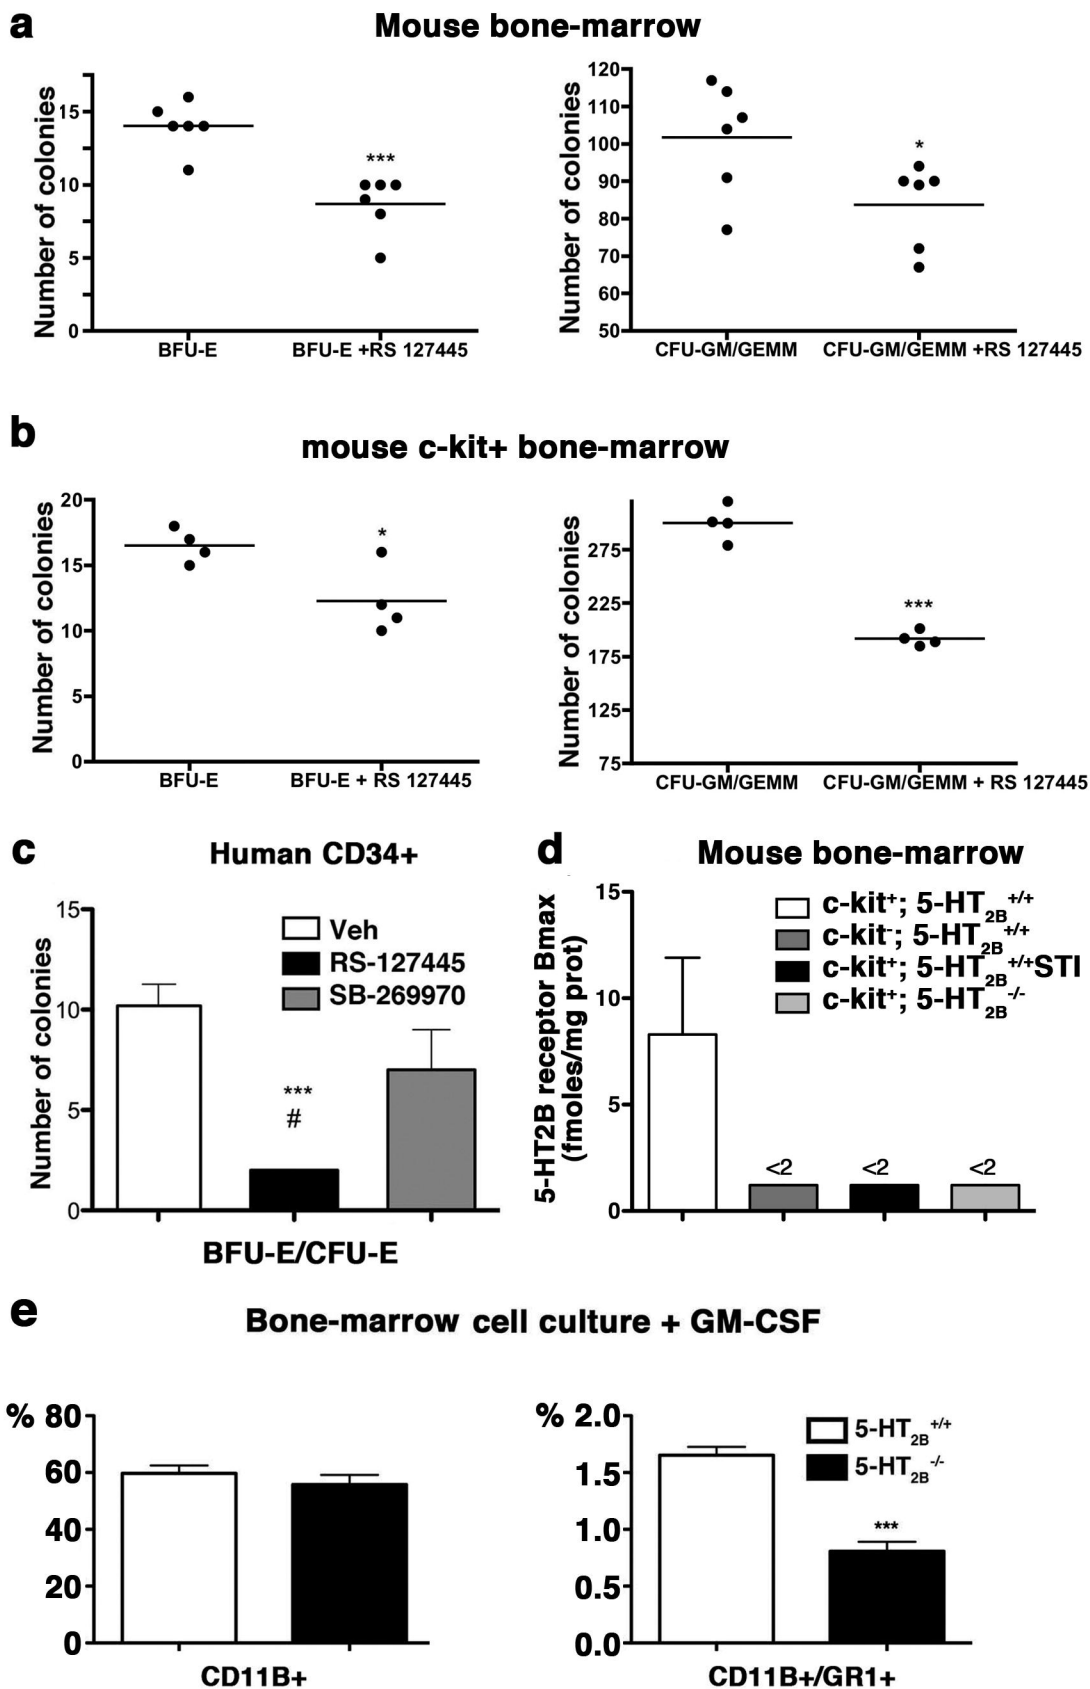 a
Mouse bone-marrow
Number of colonies
15
10
5
0
***
BFU-E
BFU-E +RS 127445
Number of colonies
120
110
100
90
80
70
60
50
*
CFU-GM/GEMM
CFU-GM/GEMM +RS 127445
b
mouse c-kit+ bone-marrow
Number of colonies
20
15
10
5
0
*
BFU-E
BFU-E + RS 127445
Number of colonies
275
225
175
125
75
***
CFU-GM/GEMM
CFU-GM/GEMM + RS 127445
c
Human CD34+
Number of colonies
15
10
5
0
Veh
RS-127445
SB-269970
***
#
BFU-E/CFU-E
d
Mouse bone-marrow
5-HT2B receptor Bmax
(fmoles/mg prot)
15
10
5
0
c-kit⁺; 5-HT2B+/+
c-kit⁻; 5-HT2B+/+
c-kit⁺; 5-HT2B+/+STI
c-kit⁺; 5-HT2B-/-
<2
<2
<2
e
Bone-marrow cell culture + GM-CSF
% 80
60
40
20
0
CD11B+
% 2.0
1.5
1.0
0.5
0.0
5-HT2B+/+
5-HT2B-/-
***
CD11B+/GR1+